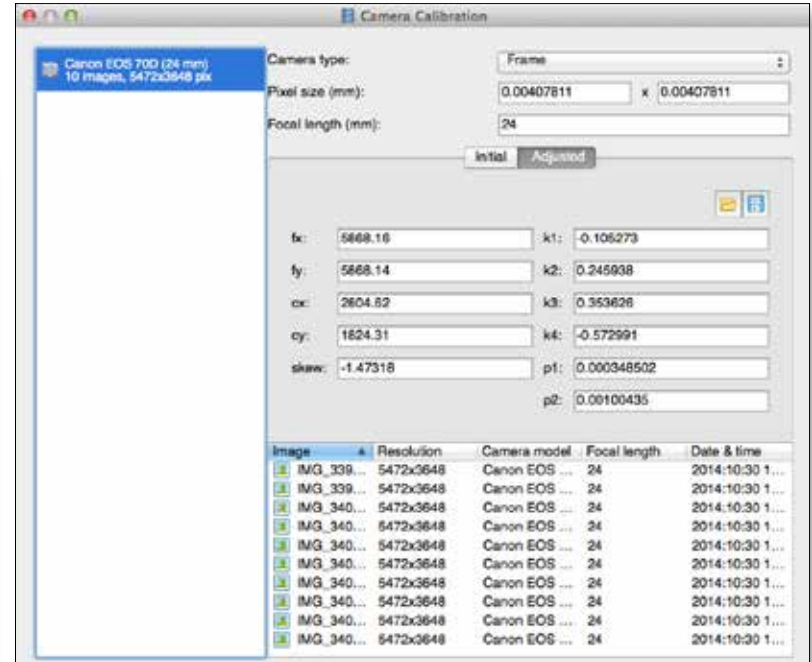 Camera Calibration
Canon EOS 70D (24 mm)
10 images, 5472x3648 pix
Camera type: Frame
Pixel size (mm): 0.00407811 x 0.00407811
Focal length (mm): 24
Initial Adjusted
fx: 5868.16 k1: -0.105273
fy: 5868.14 k2: 0.245938
cx: 2804.62 k3: 0.353626
cy: 1824.31 k4: -0.572991
skew: -1.47318 p1: 0.000348502
p2: 0.00100435
Image Resolution Camera model Focal length Date & time
IMG_339... 5472x3648 Canon EOS ... 24 2014:10:30 1...
IMG_339... 5472x3648 Canon EOS ... 24 2014:10:30 1...
IMG_340... 5472x3648 Canon EOS ... 24 2014:10:30 1...
IMG_340... 5472x3648 Canon EOS ... 24 2014:10:30 1...
IMG_340... 5472x3648 Canon EOS ... 24 2014:10:30 1...
IMG_340... 5472x3648 Canon EOS ... 24 2014:10:30 1...
IMG_340... 5472x3648 Canon EOS ... 24 2014:10:30 1...
IMG_340... 5472x3648 Canon EOS ... 24 2014:10:30 1...
IMG_340... 5472x3648 Canon EOS ... 24 2014:10:30 1...
IMG_340... 5472x3648 Canon EOS ... 24 2014:10:30 1...